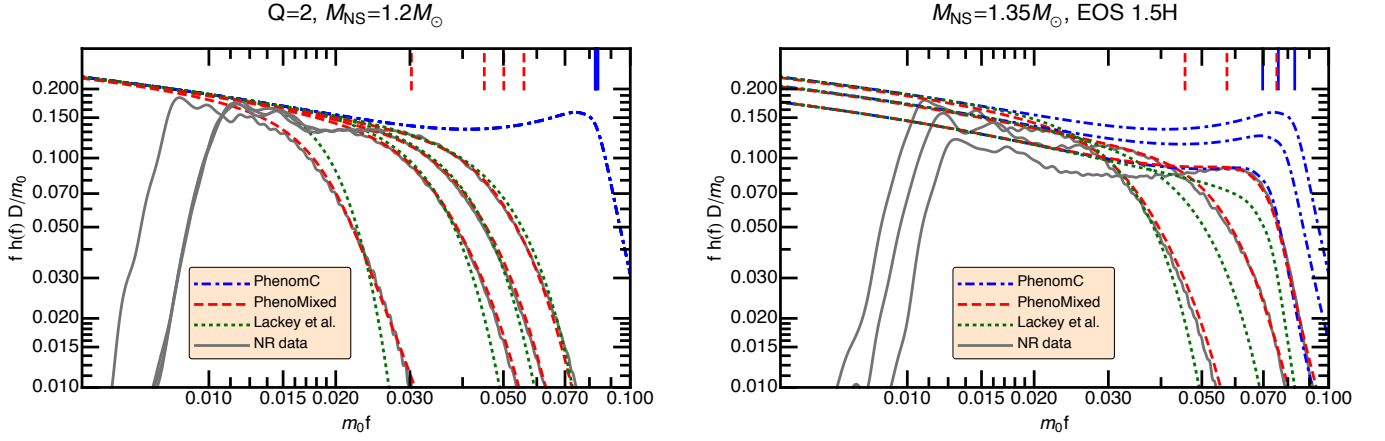 Q=2, M_NS=1.2M_⊙
0.200
0.150
0.100
0.070
0.050
0.030
0.020
0.015
0.010
f h(f) D/m₀
PhenomC
PhenoMixed
Lackey et al.
NR data
0.010 0.015 0.020 0.030 0.050 0.070 0.100
m₀f
M_NS=1.35M_⊙, EOS 1.5H
0.200
0.150
0.100
0.070
0.050
0.030
0.020
0.015
0.010
f h(f) D/m₀
PhenomC
PhenoMixed
Lackey et al.
NR data
0.010 0.015 0.020 0.030 0.050 0.070 0.100
m₀f